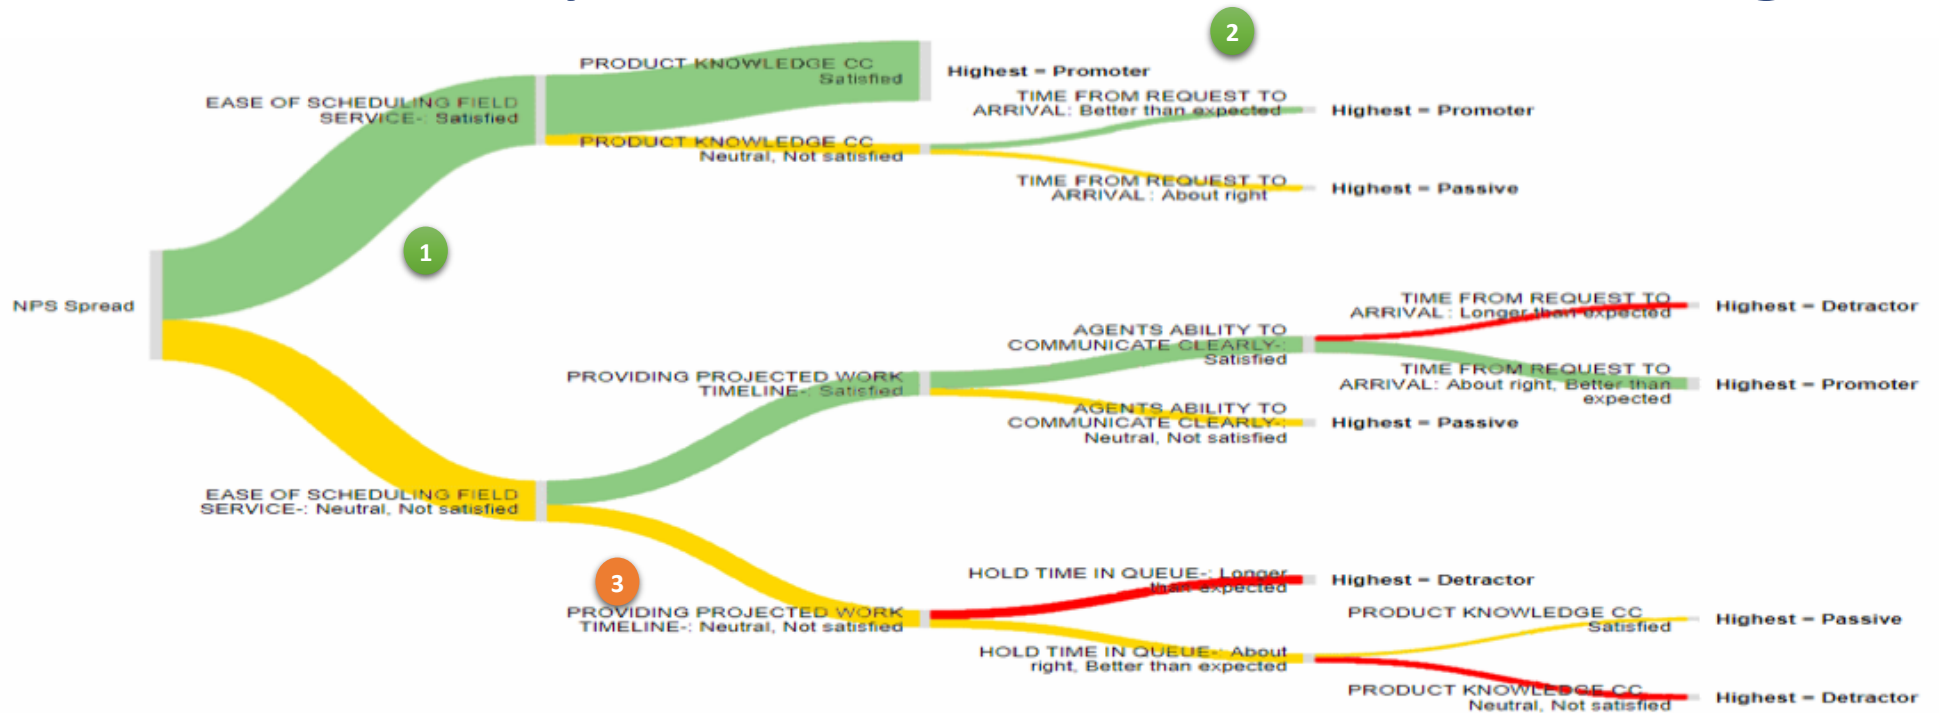 2
PRODUCT KNOWLEDGE CC
Satisfied
Highest = Promoter
EASE OF SCHEDULING FIELD
SERVICE-: Satisfied
TIME FROM REQUEST TO
ARRIVAL: Better than expected
Highest = Promoter
PRODUCT KNOWLEDGE CC
Neutral, Not satisfied
TIME FROM REQUEST TO
ARRIVAL: About right
Highest = Passive
1
NPS Spread
TIME FROM REQUEST TO
ARRIVAL: Longer than expected
Highest = Detractor
AGENTS ABILITY TO
COMMUNICATE CLEARLY-:
Satisfied
TIME FROM REQUEST TO
ARRIVAL: About right, Better than
expected
Highest = Promoter
PROVIDING PROJECTED WORK
TIMELINE-: Satisfied
AGENTS ABILITY TO
COMMUNICATE CLEARLY-:
Neutral, Not satisfied
Highest = Passive
EASE OF SCHEDULING FIELD
SERVICE-: Neutral, Not satisfied
3
HOLD TIME IN QUEUE-: Longer
than expected
Highest = Detractor
PROVIDING PROJECTED WORK
TIMELINE-: Neutral, Not satisfied
PRODUCT KNOWLEDGE CC
Satisfied
Highest = Passive
HOLD TIME IN QUEUE-: About
right, Better than expected
PRODUCT KNOWLEDGE CC
Neutral, Not satisfied
Highest = Detractor